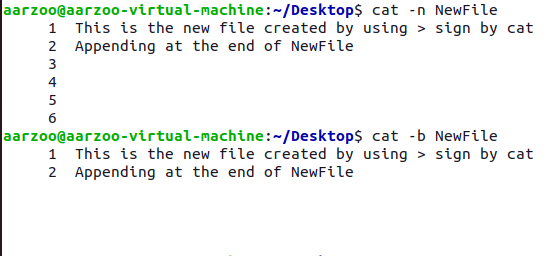 aarzoo@aarzoo-virtual-machine:~/Desktop$ cat -n NewFile
     1  This is the new file created by using > sign by cat
     2  Appending at the end of NewFile
     3
     4
     5
     6
aarzoo@aarzoo-virtual-machine:~/Desktop$ cat -b NewFile
     1  This is the new file created by using > sign by cat
     2  Appending at the end of NewFile